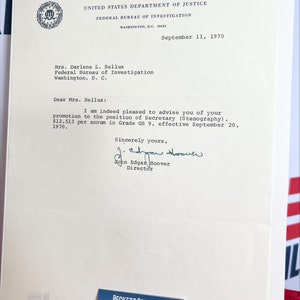 UNITED STATES DEPARTMENT OF JUSTICE
FEDERAL BUREAU OF INVESTIGATION
WASHINGTON, D.C. 20535
September 11, 1970
Mrs. Darlene L. Sellus
Federal Bureau of Investigation
Washington, D. C.
Dear Mrs. Sellus:
I am indeed pleased to advise you of your
promotion to the position of Secretary (Stenography),
$12,513 per annum in Grade GS 9, effective September 20,
1970.
Sincerely yours,
J. Edgar Hoover
John Edgar Hoover
Director